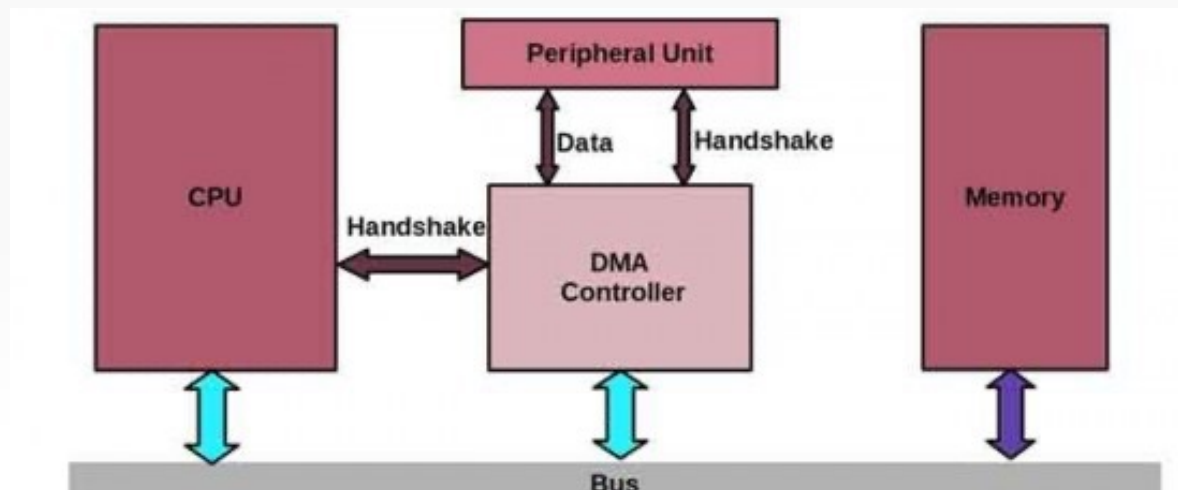 Peripheral Unit
Data
Handshake
CPU
Handshake
DMA
Controller
Memory
Bus